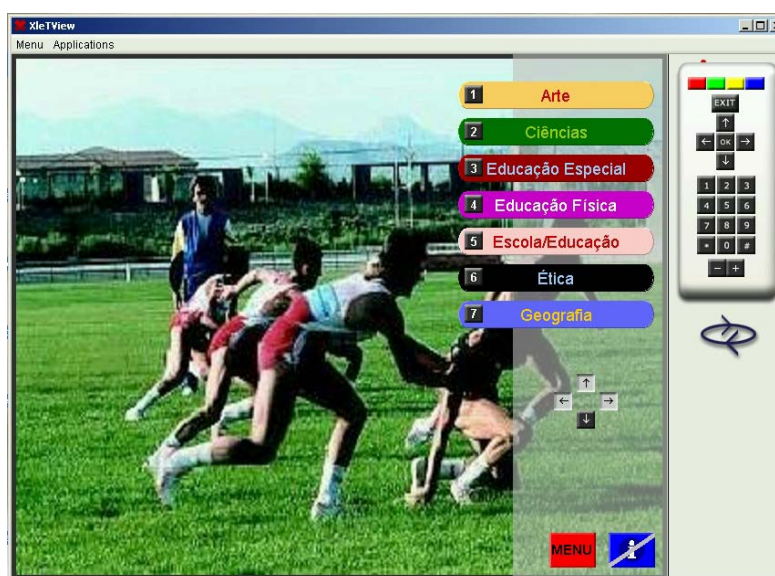 XleTView
Menu Applications
1 Arte
2 Ciências
3 Educação Especial
4 Educação Física
5 Escola/Educação
6 Ética
7 Geografia
MENU i
EXIT
↑
← OK →
↓
1 2 3
4 5 6
7 8 9
* 0 #
− +
↑
← →
↓